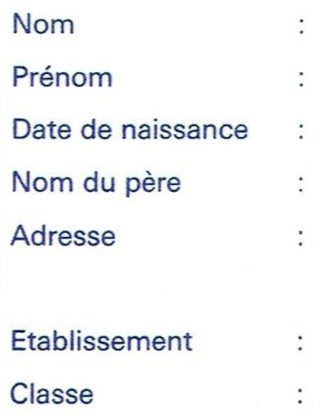 Nom :
Prénom :
Date de naissance :
Nom du père :
Adresse :
Etablissement :
Classe :